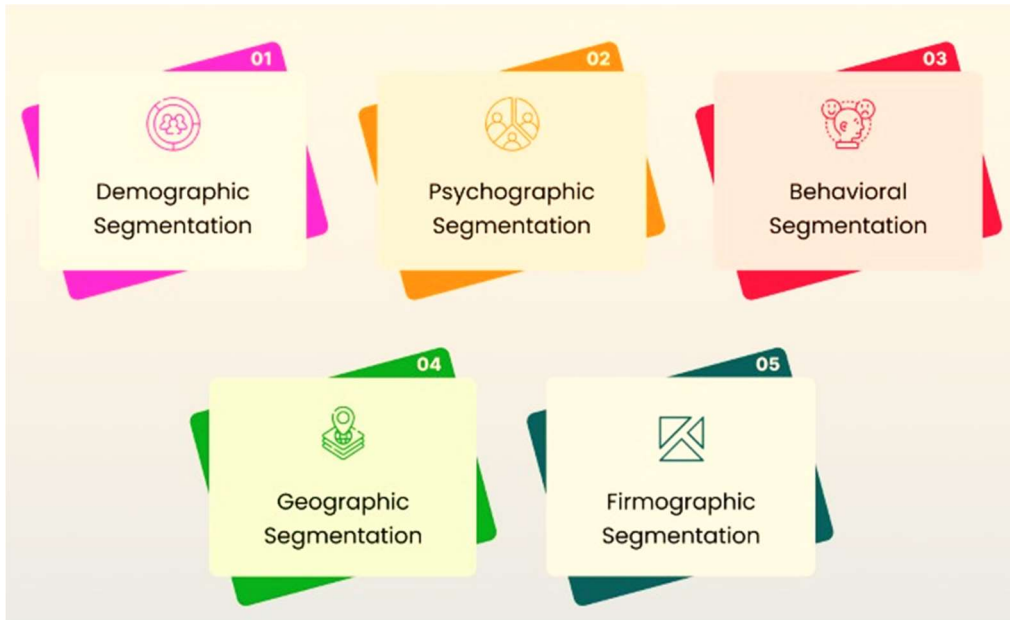 01
Demographic
Segmentation
02
Psychographic
Segmentation
03
Behavioral
Segmentation
04
Geographic
Segmentation
05
Firmographic
Segmentation